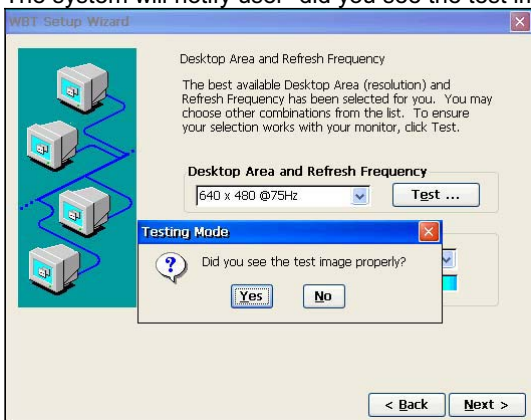 The system will notify user "did you see the test im
WBT Setup Wizard
Desktop Area and Refresh Frequency
The best available Desktop Area (resolution) and
Refresh Frequency has been selected for you. You may
choose other combinations from the list. To ensure
your selection works with your monitor, click Test.
Desktop Area and Refresh Frequency
640 x 480 @75Hz
Test ...
Testing Mode
Did you see the test image properly?
Yes
No
< Back
Next >